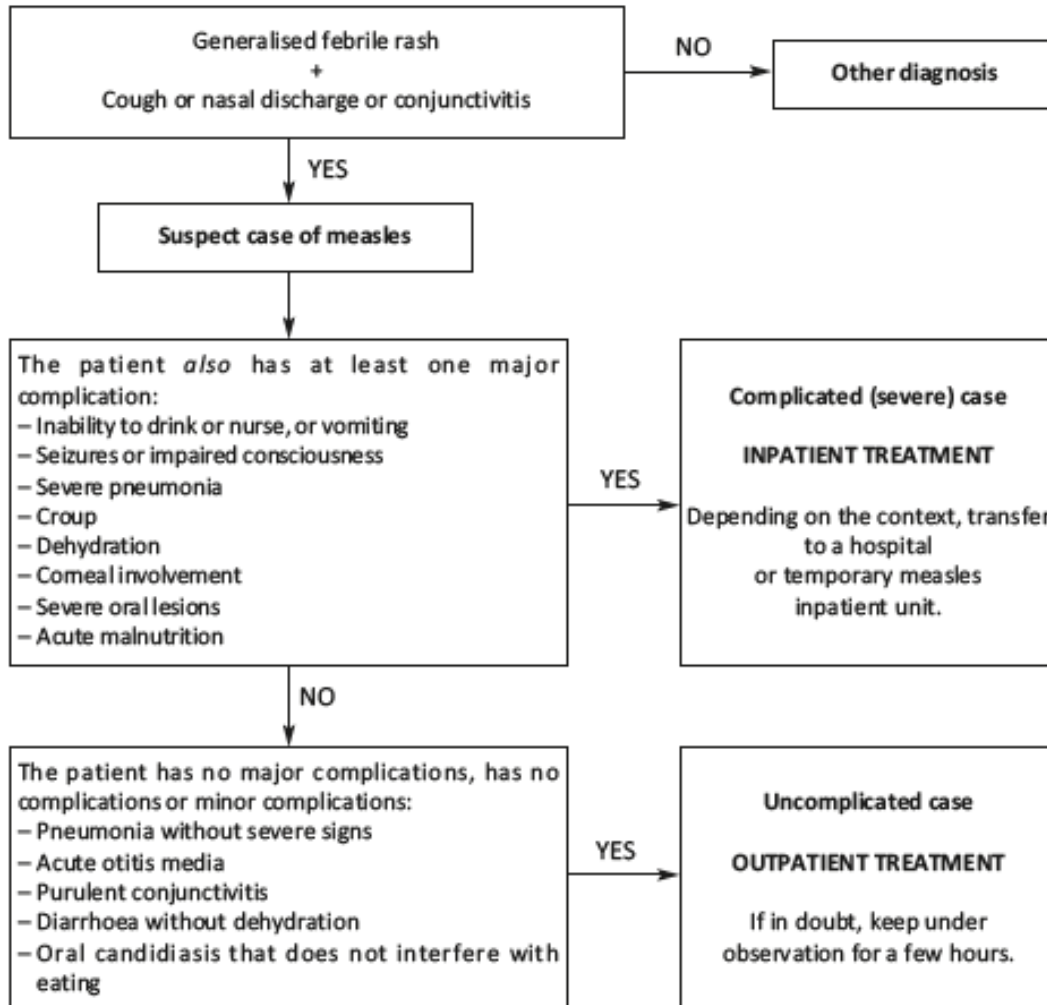 Generalised febrile rash
+
Cough or nasal discharge or conjunctivitis
NO
Other diagnosis
YES
Suspect case of measles
The patient also has at least one major
complication:
– Inability to drink or nurse, or vomiting
– Seizures or impaired consciousness
– Severe pneumonia
– Croup
– Dehydration
– Corneal involvement
– Severe oral lesions
– Acute malnutrition
YES
Complicated (severe) case
INPATIENT TREATMENT
Depending on the context, transfer
to a hospital
or temporary measles
inpatient unit.
NO
The patient has no major complications, has no
complications or minor complications:
– Pneumonia without severe signs
– Acute otitis media
– Purulent conjunctivitis
– Diarrhoea without dehydration
– Oral candidiasis that does not interfere with
eating
YES
Uncomplicated case
OUTPATIENT TREATMENT
If in doubt, keep under
observation for a few hours.